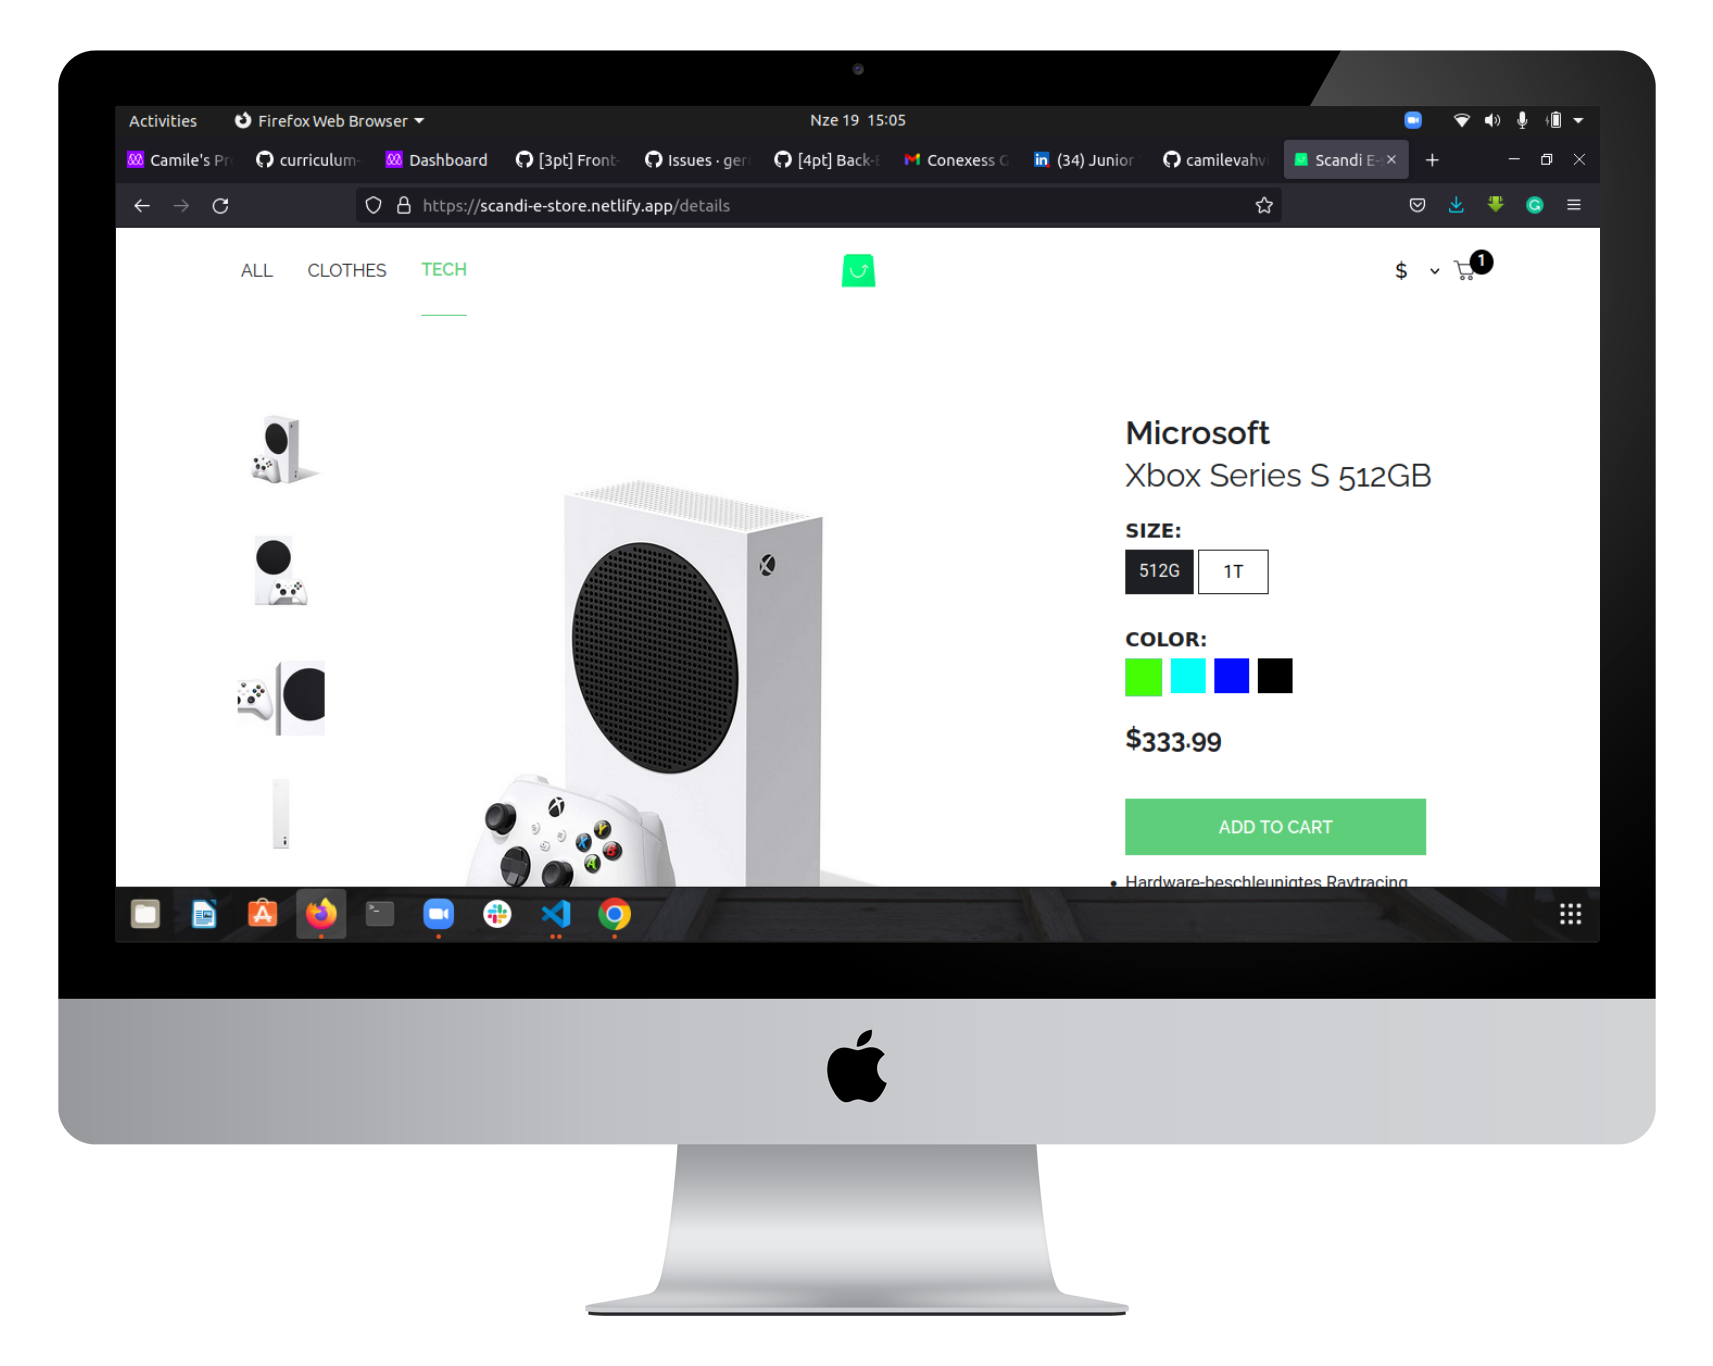 Activities Firefox Web Browser Nze 19 15:05
Camile's Pr curriculum- Dashboard [3pt] Front- Issues · ger [4pt] Back-E Conexess G (34) Junior camilevahvi Scandi E-s
https://scandi-e-store.netlify.app/details
ALL CLOTHES TECH $ 1
Microsoft
Xbox Series S 512GB
SIZE:
512G 1T
COLOR:
$333.99
ADD TO CART
• Hardware-beschleunigtes Raytracing
Y
X B
A